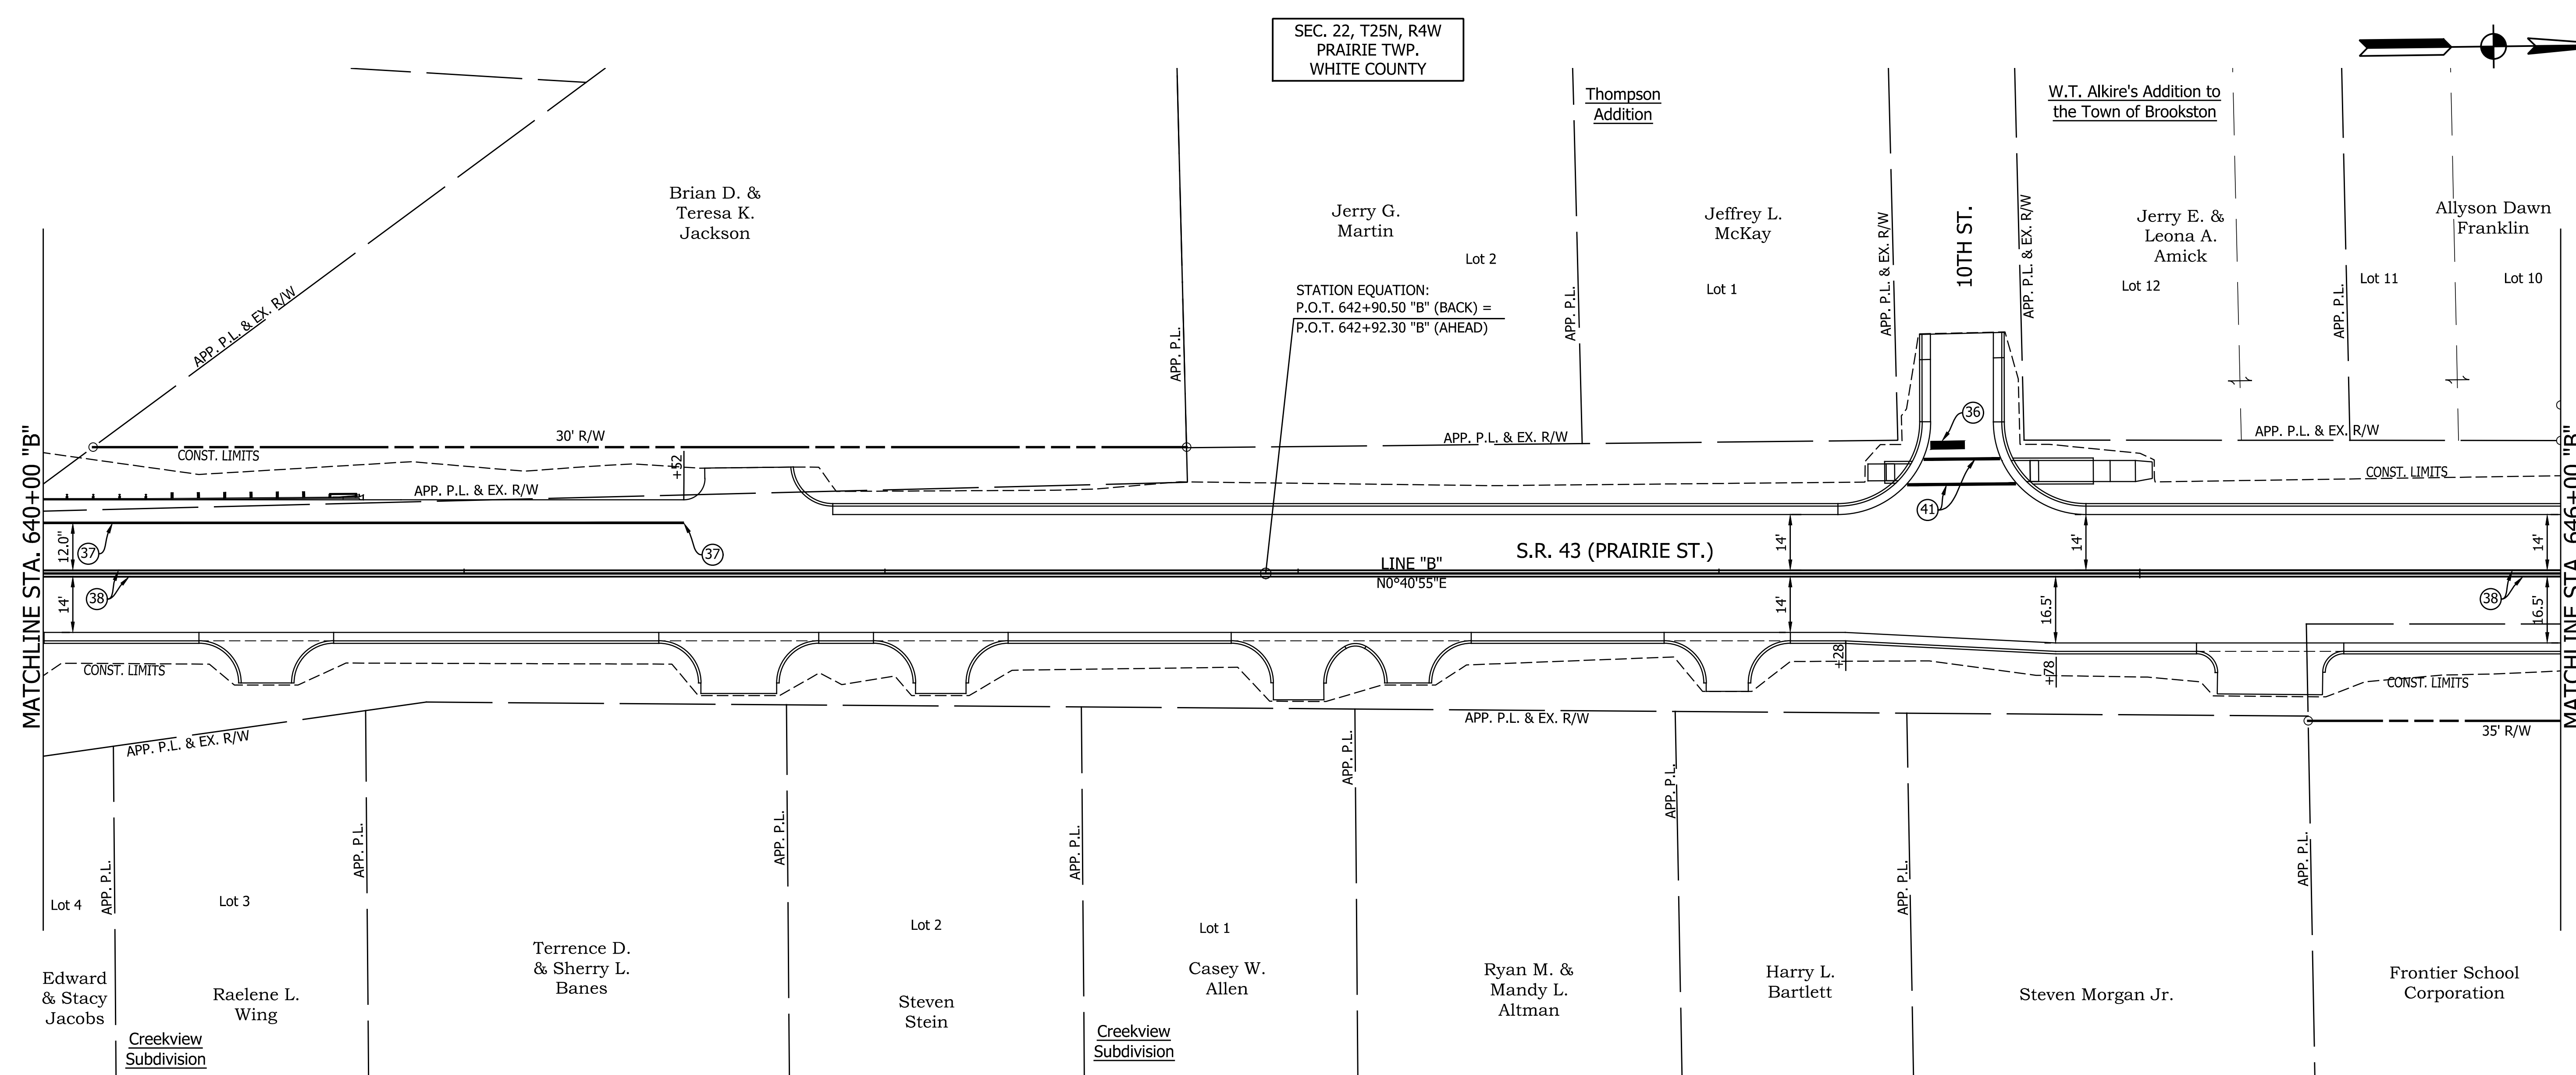 SEC. 22, T25N, R4W
PRAIRIE TWP.
WHITE COUNTY
Thompson
Addition
W.T. Alkire's Addition to
the Town of Brookston
Brian D. &
Teresa K.
Jackson
Jerry G.
Martin
Lot 2
Jeffrey L.
McKay
Lot 1
10TH ST.
Jerry E. &
Leona A.
Amick
Lot 12
Lot 11
Allyson Dawn
Franklin
Lot 10
STATION EQUATION:
P.O.T. 642+90.50 "B" (BACK) =
P.O.T. 642+92.30 "B" (AHEAD)
APP. P.L. & EX. R/W
APP. P.L.
APP. P.L.
APP. P.L. & EX. R/W
APP. P.L. & EX. R/W
APP. P.L.
MATCHLINE STA. 640+00 "B"
30' R/W
CONST. LIMITS
+52
APP. P.L. & EX. R/W
APP. P.L. & EX. R/W
36
41
APP. P.L. & EX. R/W
CONST. LIMITS
MATCHLINE STA. 646+00 "B"
12.0"
37
37
S.R. 43 (PRAIRIE ST.)
LINE "B"
N0°40'55"E
14'
14'
14'
14'
38
14'
16.5'
38
16.5'
CONST. LIMITS
+28
+78
CONST. LIMITS
APP. P.L. & EX. R/W
APP. P.L. & EX. R/W
35' R/W
APP. P.L.
APP. P.L.
APP. P.L.
APP. P.L.
APP. P.L.
APP. P.L.
APP. P.L.
APP. P.L.
Lot 4
Lot 3
Lot 2
Lot 1
Edward
& Stacy
Jacobs
Raelene L.
Wing
Terrence D.
& Sherry L.
Banes
Steven
Stein
Casey W.
Allen
Ryan M. &
Mandy L.
Altman
Harry L.
Bartlett
Steven Morgan Jr.
Frontier School
Corporation
Creekview
Subdivision
Creekview
Subdivision